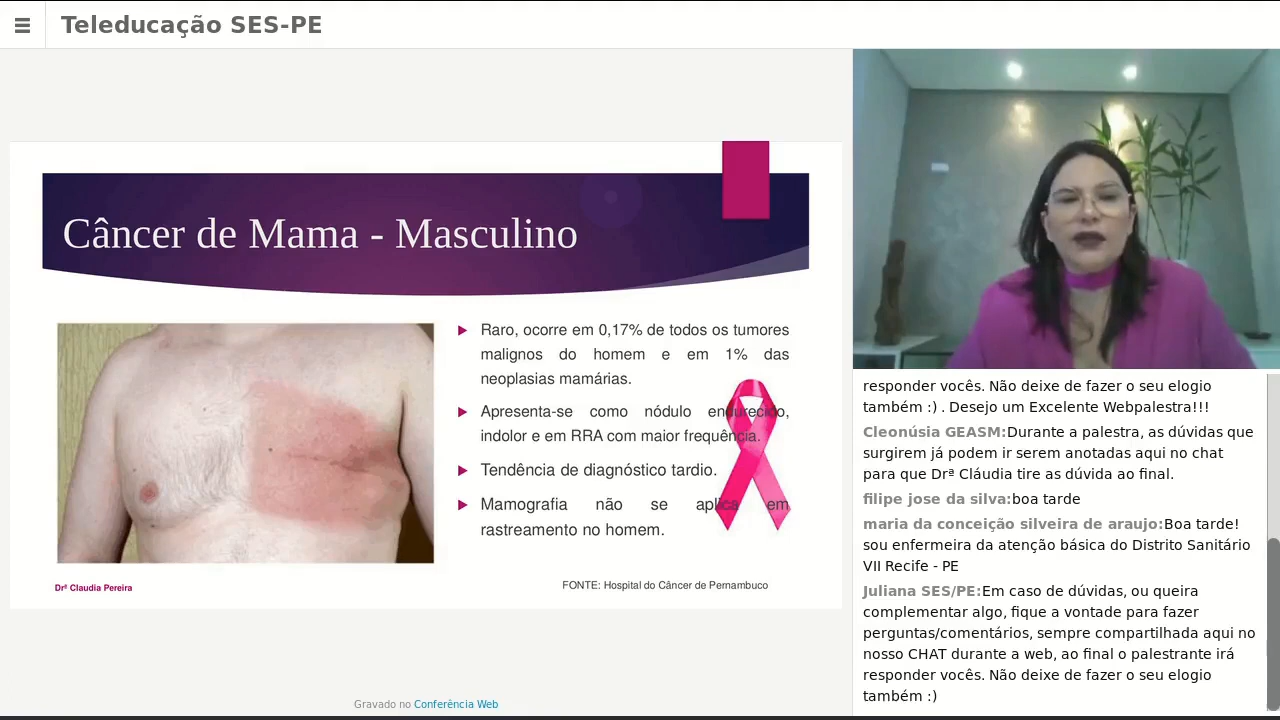 Teleducação SES-PE
Câncer de Mama - Masculino
Raro, ocorre em 0,17% de todos os tumores
malignos do homem e em 1% das
neoplasias mamárias.
Apresenta-se como nódulo endurecido,
indolor e em RRA com maior frequência.
Tendência de diagnóstico tardio.
Mamografia não se aplica em
rastreamento no homem.
Drª Claudia Pereira
FONTE: Hospital do Câncer de Pernambuco
Gravado no Conferência Web
responder vocês. Não deixe de fazer o seu elogio
também :) . Desejo um Excelente Webpalestra!!!
Cleonúsia GEASM:Durante a palestra, as dúvidas que
surgirem já podem ir serem anotadas aqui no chat
para que Drª Cláudia tire as dúvida ao final.
filipe jose da silva:boa tarde
maria da conceição silveira de araujo:Boa tarde!
sou enfermeira da atenção básica do Distrito Sanitário
VII Recife - PE
Juliana SES/PE:Em caso de dúvidas, ou queira
complementar algo, fique a vontade para fazer
perguntas/comentários, sempre compartilhada aqui no
nosso CHAT durante a web, ao final o palestrante irá
responder vocês. Não deixe de fazer o seu elogio
também :)